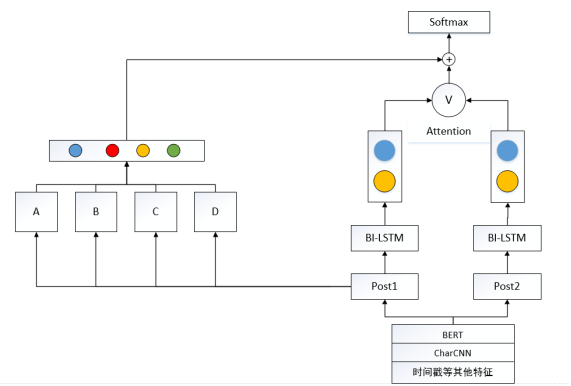 Softmax
+
V
Attention
A
B
C
D
BI-LSTM
BI-LSTM
Post1
Post2
BERT
CharCNN
时间戳等其他特征